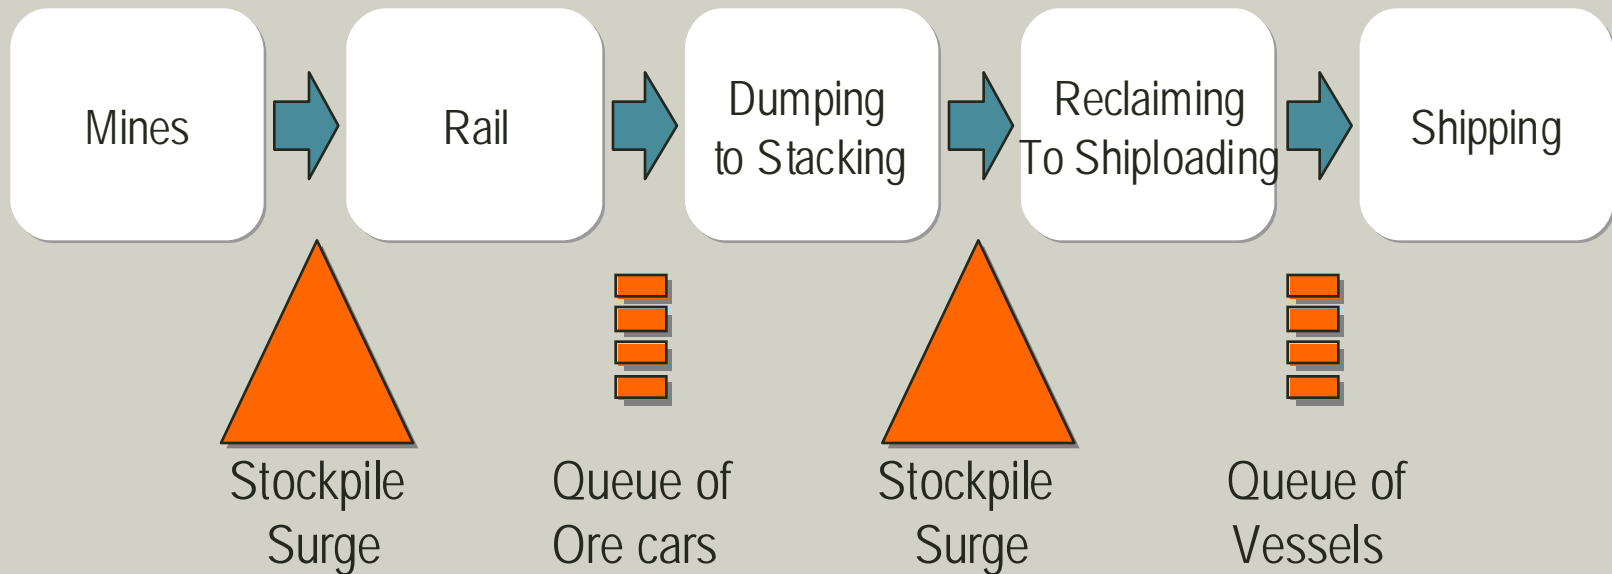 Mines
Rail
Dumping
to Stacking
Reclaiming
To Shiploading
Shipping
Stockpile
Surge
Queue of
Ore cars
Stockpile
Surge
Queue of
Vessels